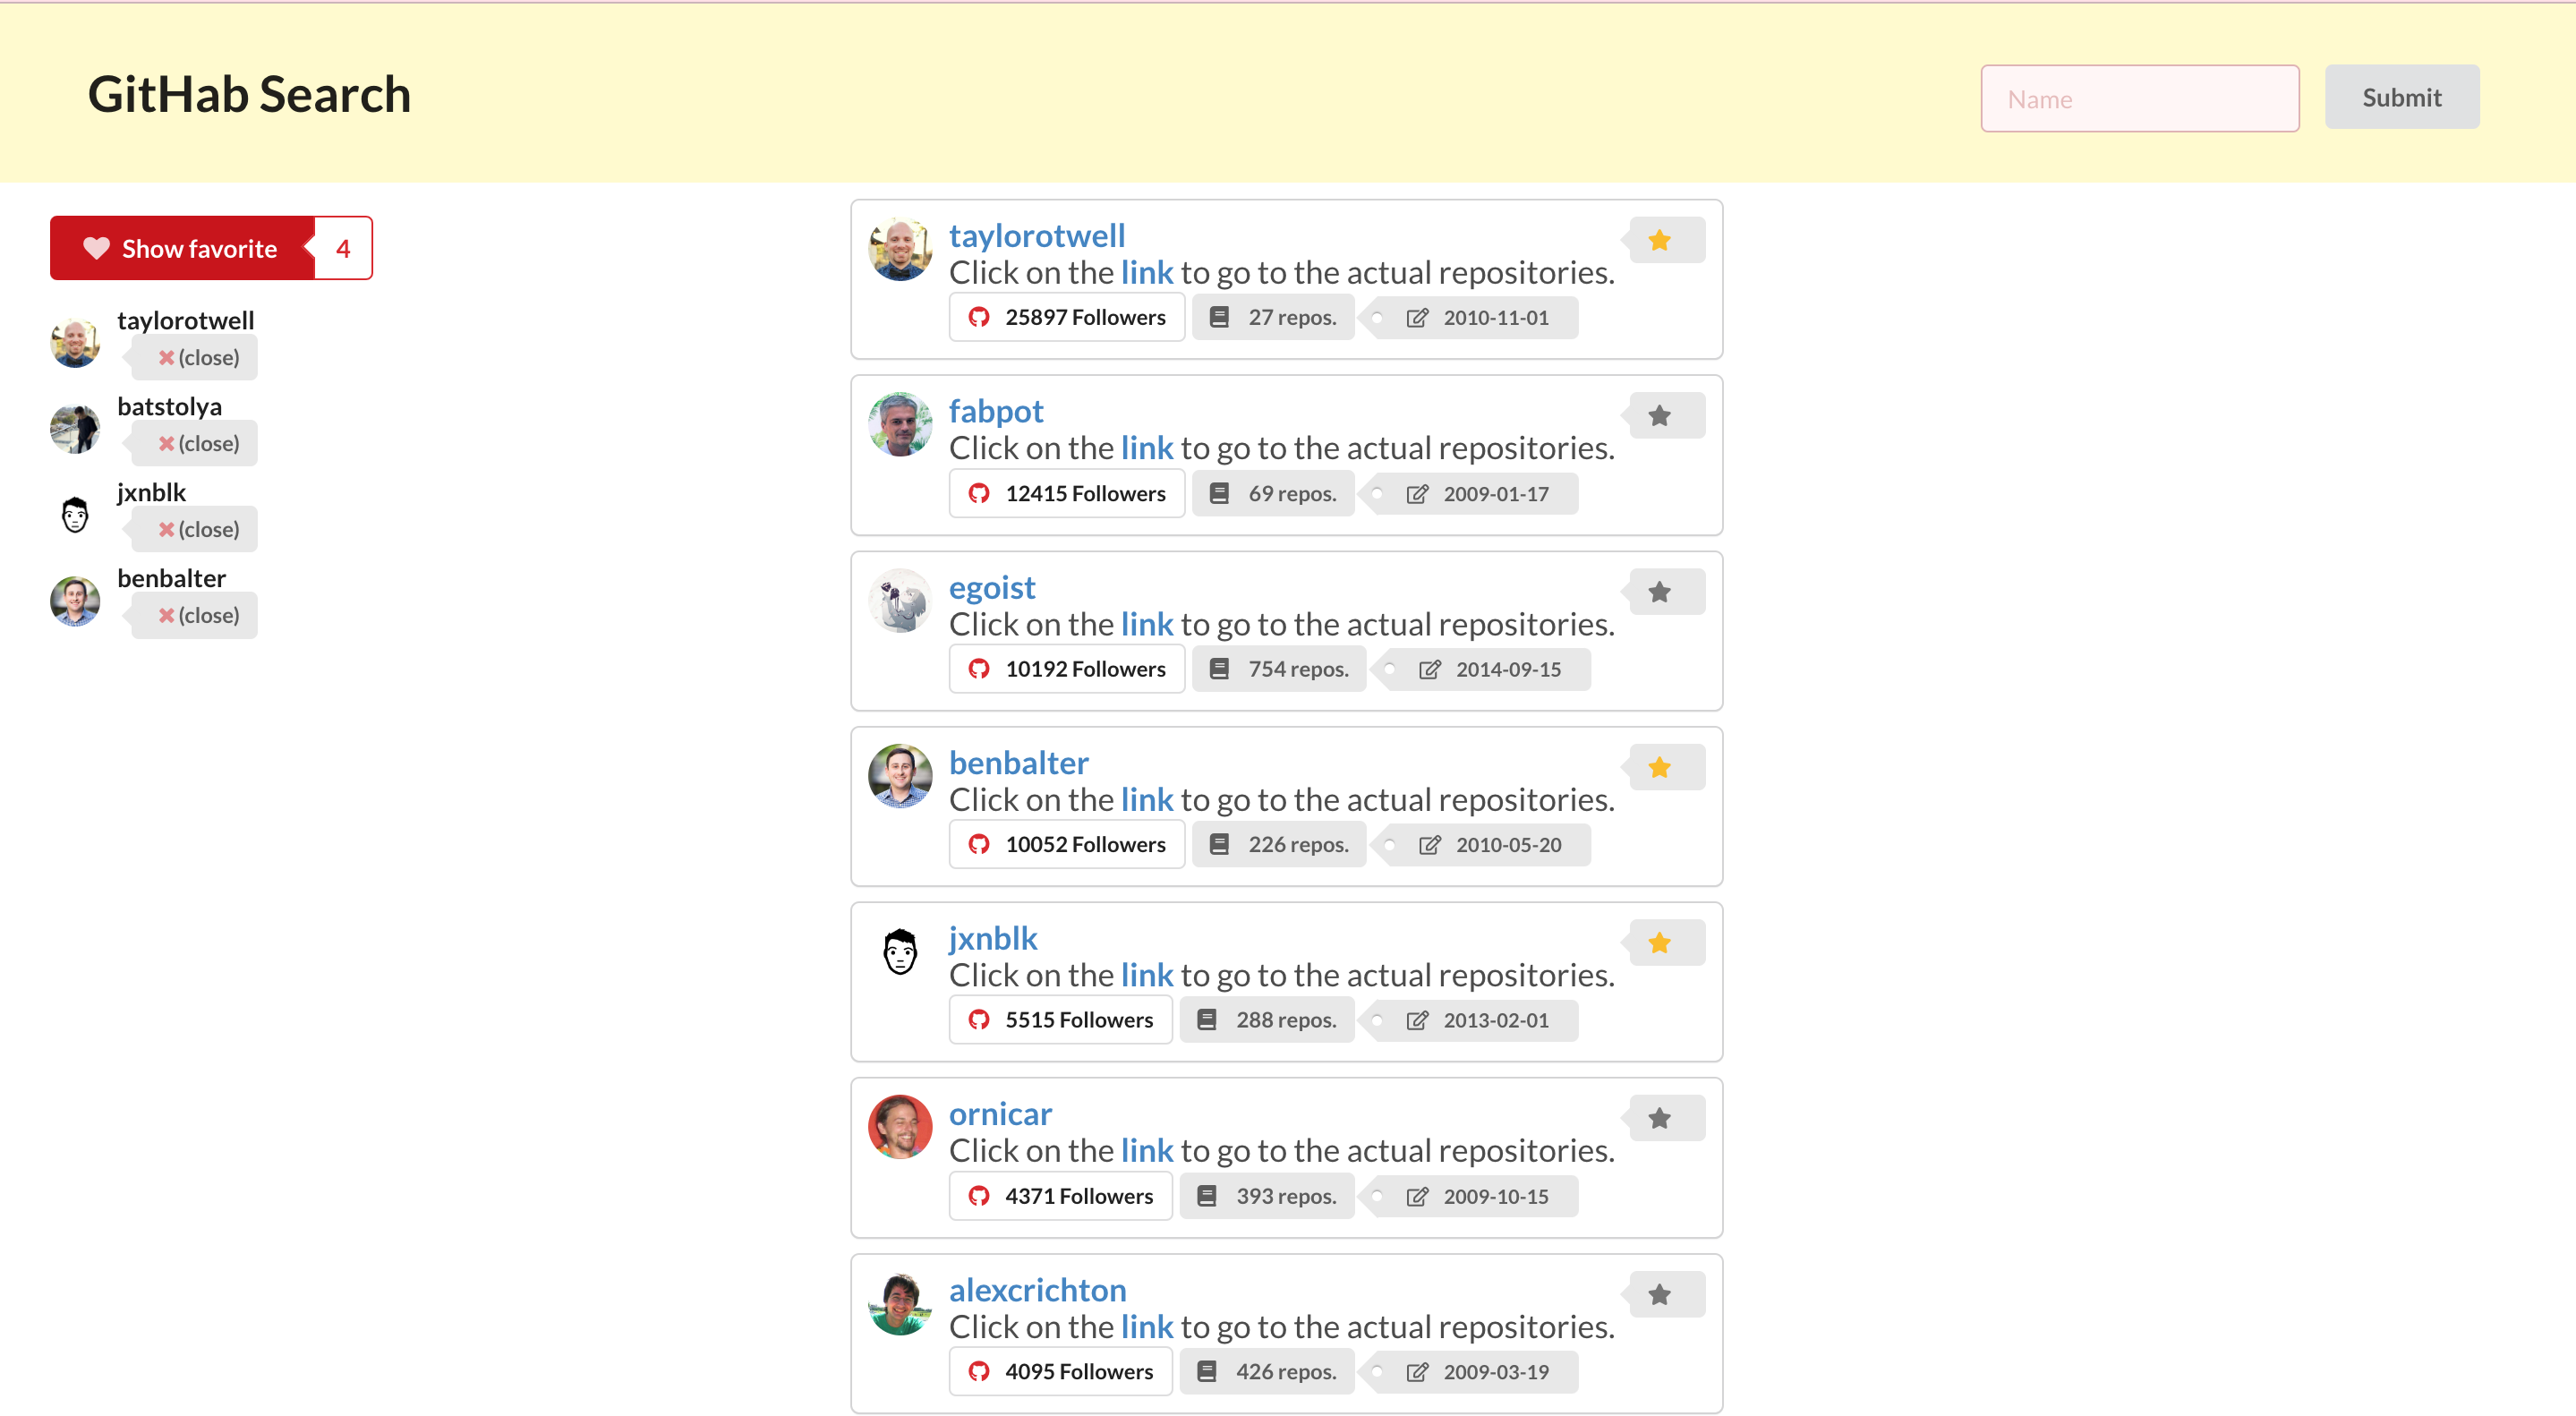 GitHab Search
Name
Submit
Show favorite
4
taylorotwell
(close)
batstolya
(close)
jxnblk
(close)
benbalter
(close)
taylorotwell
Click on the link to go to the actual repositories.
25897 Followers
27 repos.
2010-11-01
fabpot
Click on the link to go to the actual repositories.
12415 Followers
69 repos.
2009-01-17
egoist
Click on the link to go to the actual repositories.
10192 Followers
754 repos.
2014-09-15
benbalter
Click on the link to go to the actual repositories.
10052 Followers
226 repos.
2010-05-20
jxnblk
Click on the link to go to the actual repositories.
5515 Followers
288 repos.
2013-02-01
ornicar
Click on the link to go to the actual repositories.
4371 Followers
393 repos.
2009-10-15
alexcrichton
Click on the link to go to the actual repositories.
4095 Followers
426 repos.
2009-03-19